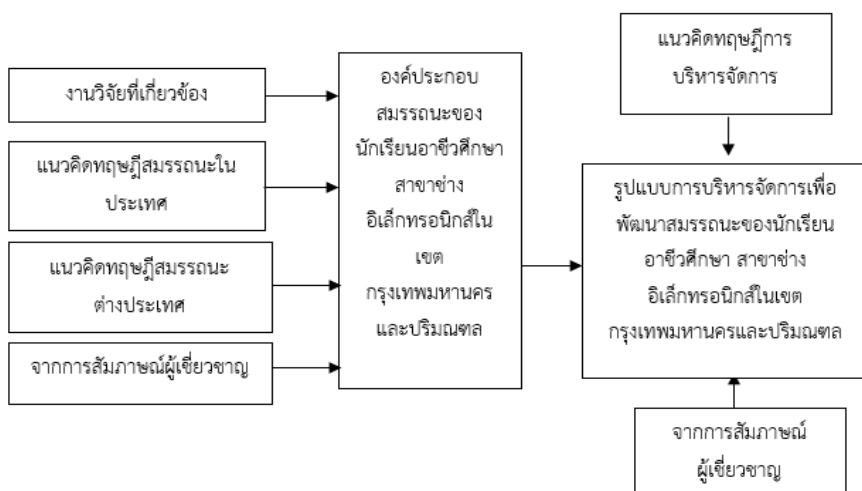 งานวิจัยที่เกี่ยวข้อง
แนวคิดทฤษฎีสมรรถนะใน
ประเทศ
แนวคิดทฤษฎีสมรรถนะ
ต่างประเทศ
จากการสัมภาษณ์ผู้เชี่ยวชาญ
องค์ประกอบ
สมรรถนะของ
นักเรียนอาชีวศึกษา
สาขาช่าง
อิเล็กทรอนิกส์ใน
เขต
กรุงเทพมหานคร
และปริมณฑล
แนวคิดทฤษฎีการ
บริหารจัดการ
รูปแบบการบริหารจัดการเพื่อ
พัฒนาสมรรถนะของนักเรียน
อาชีวศึกษา สาขาช่าง
อิเล็กทรอนิกส์ในเขต
กรุงเทพมหานครและปริมณฑล
จากการสัมภาษณ์
ผู้เชี่ยวชาญ